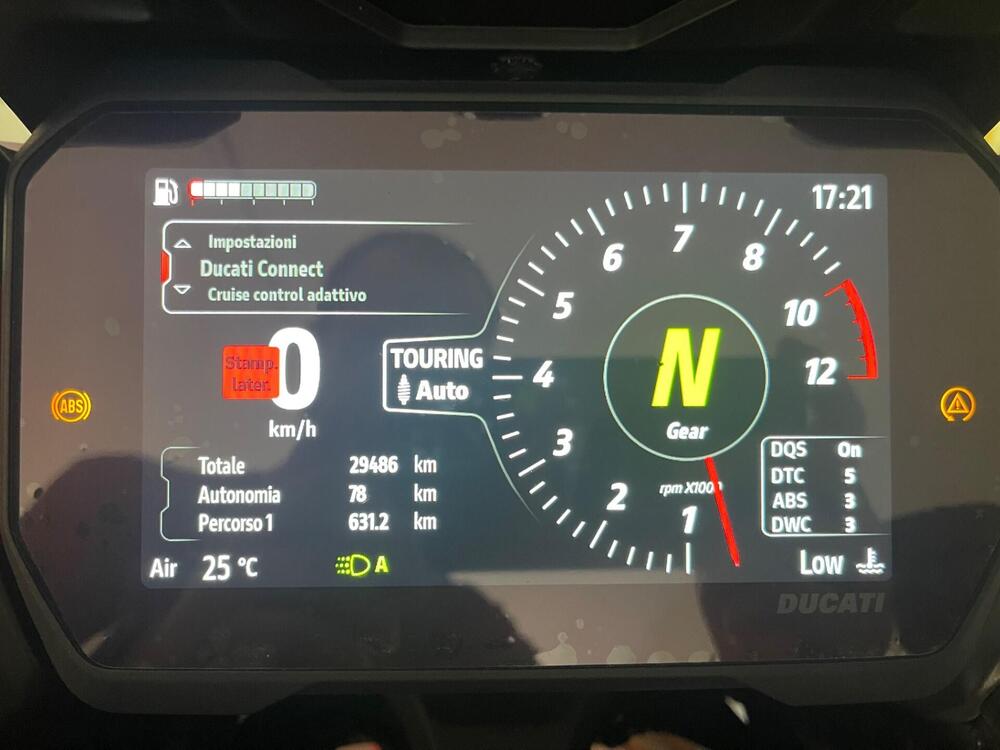 17:21
Impostazioni
Ducati Connect
Cruise control adattivo
6 7 8
5 10
4 12
3
2
1
TOURING
Auto
N
Gear
rpm X1000
Stamp.
later.
0
km/h
Totale 29486 km
Autonomia 78 km
Percorso 1 631.2 km
DQS On
DTC 5
ABS 3
DWC 3
Air 25 °C
A
Low
ABS
DUCATI